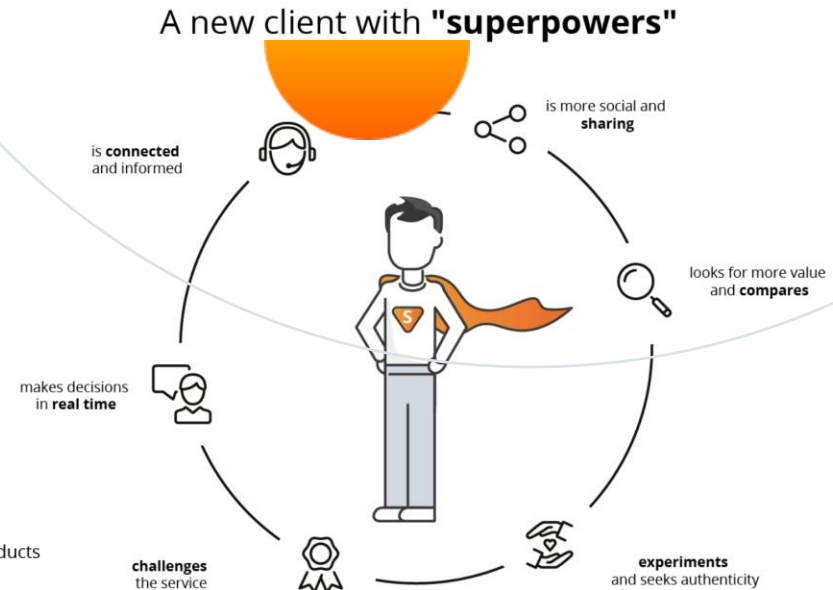 A new client with "superpowers"
is more social and
sharing
is connected
and informed
looks for more value
and compares
S
makes decisions
in real time
ducts
challenges
the service
experiments
and seeks authenticity